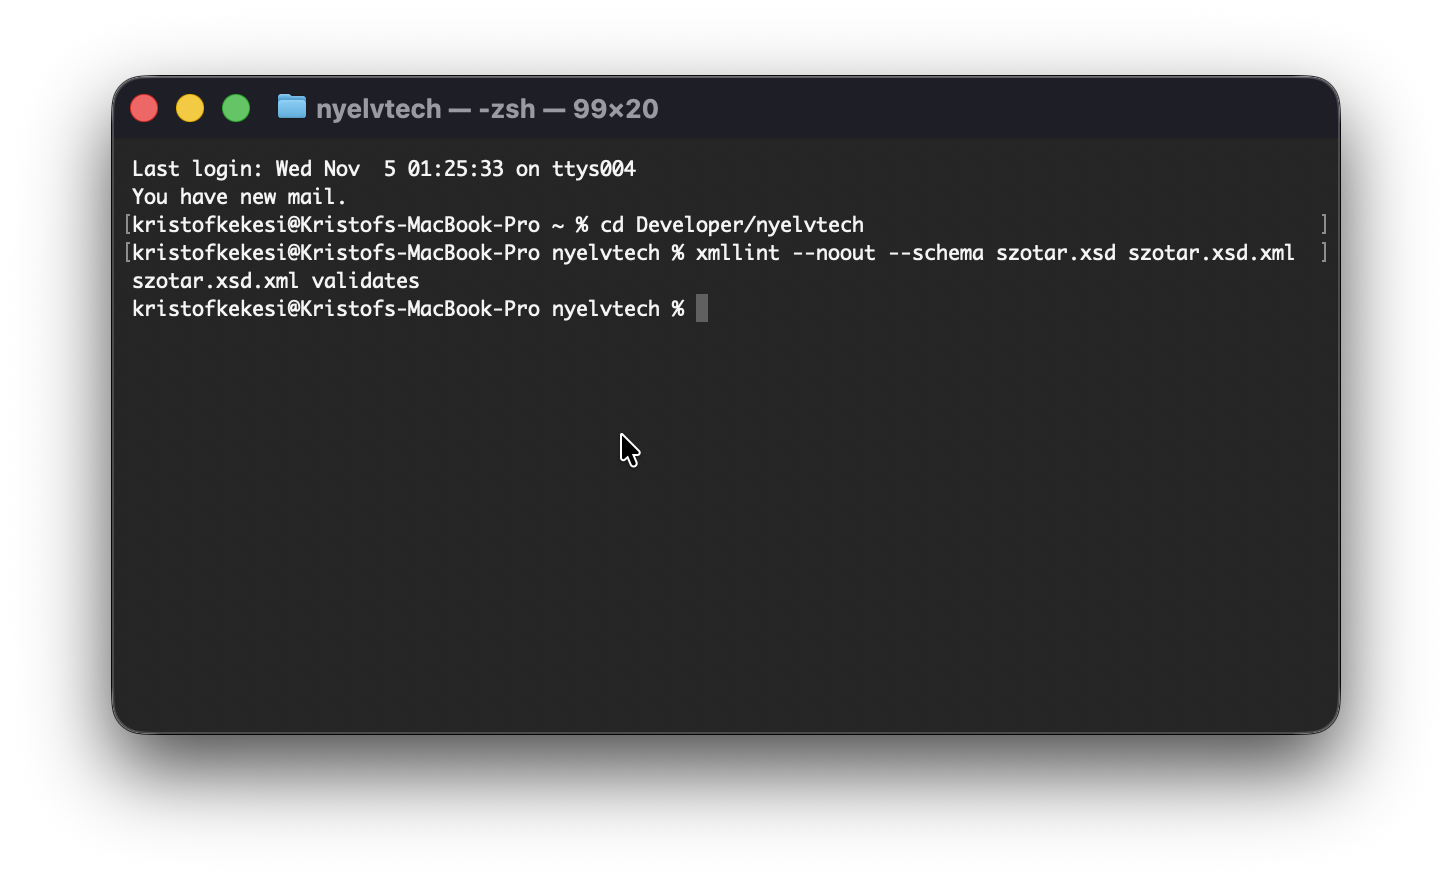 nyelvtech — -zsh — 99×20
Last login: Wed Nov  5 01:25:33 on ttys004
You have new mail.
[kristofkekesi@Kristofs-MacBook-Pro ~ % cd Developer/nyelvtech ]
[kristofkekesi@Kristofs-MacBook-Pro nyelvtech % xmllint --noout --schema szotar.xsd szotar.xsd.xml ]
szotar.xsd.xml validates
kristofkekesi@Kristofs-MacBook-Pro nyelvtech %